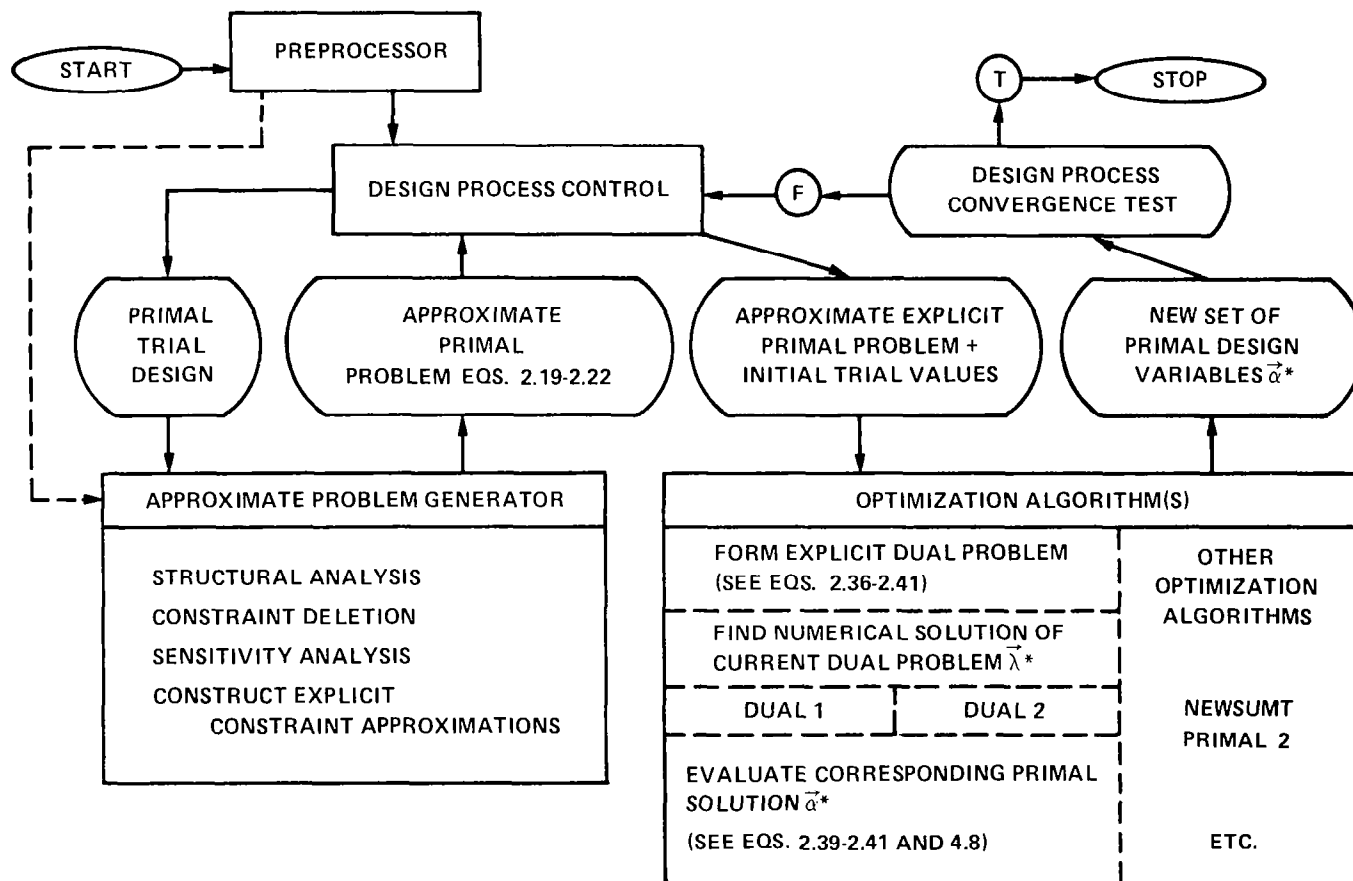 START
PREPROCESSOR
T
STOP
DESIGN PROCESS CONTROL
F
DESIGN PROCESS
CONVERGENCE TEST
PRIMAL
TRIAL
DESIGN
APPROXIMATE
PRIMAL
PROBLEM EQS. 2.19-2.22
APPROXIMATE EXPLICIT
PRIMAL PROBLEM +
INITIAL TRIAL VALUES
NEW SET OF
PRIMAL DESIGN
VARIABLES \vec{α}*
APPROXIMATE PROBLEM GENERATOR
STRUCTURAL ANALYSIS
CONSTRAINT DELETION
SENSITIVITY ANALYSIS
CONSTRUCT EXPLICIT
CONSTRAINT APPROXIMATIONS
OPTIMIZATION ALGORITHM(S)
FORM EXPLICIT DUAL PROBLEM
(SEE EQS. 2.36-2.41)
FIND NUMERICAL SOLUTION OF
CURRENT DUAL PROBLEM \vec{λ}*
DUAL 1
DUAL 2
EVALUATE CORRESPONDING PRIMAL
SOLUTION \vec{α}*
(SEE EQS. 2.39-2.41 AND 4.8)
OTHER
OPTIMIZATION
ALGORITHMS
NEWSUMT
PRIMAL 2
ETC.